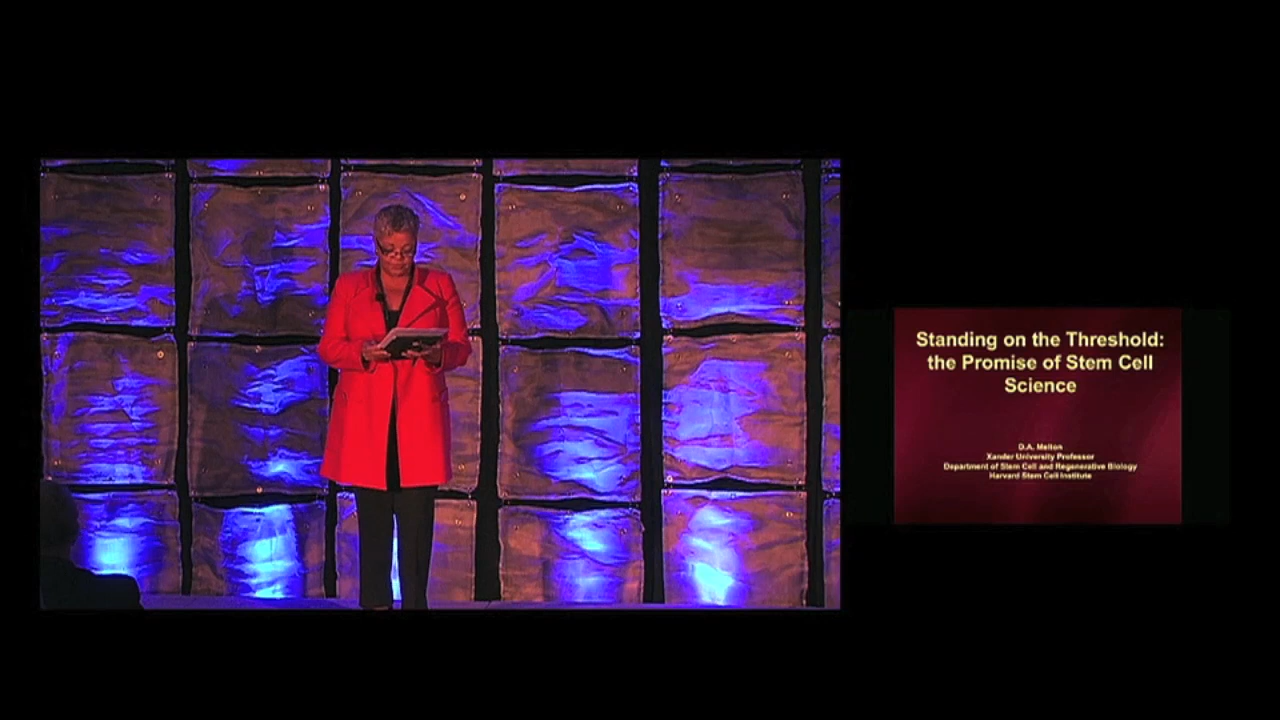 Standing on the Threshold:
the Promise of Stem Cell
Science
D.A. Melton
Xander University Professor
Department of Stem Cell and Regenerative Biology
Harvard Stem Cell Institute